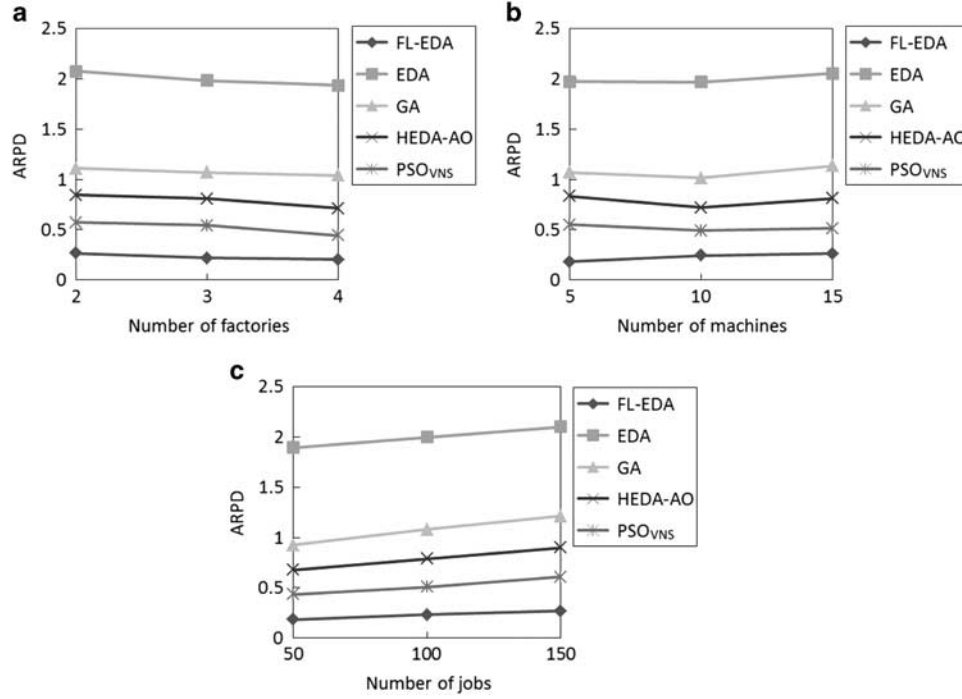 a
2.5
2
1.5
1
0.5
0
ARPD
2 3 4
Number of factories
FL-EDA
EDA
GA
HEDA-AO
PSOVNS
b
2.5
2
1.5
1
0.5
0
ARPD
5 10 15
Number of machines
FL-EDA
EDA
GA
HEDA-AO
PSOVNS
c
2.5
2
1.5
1
0.5
0
ARPD
50 100 150
Number of jobs
FL-EDA
EDA
GA
HEDA-AO
PSOVNS